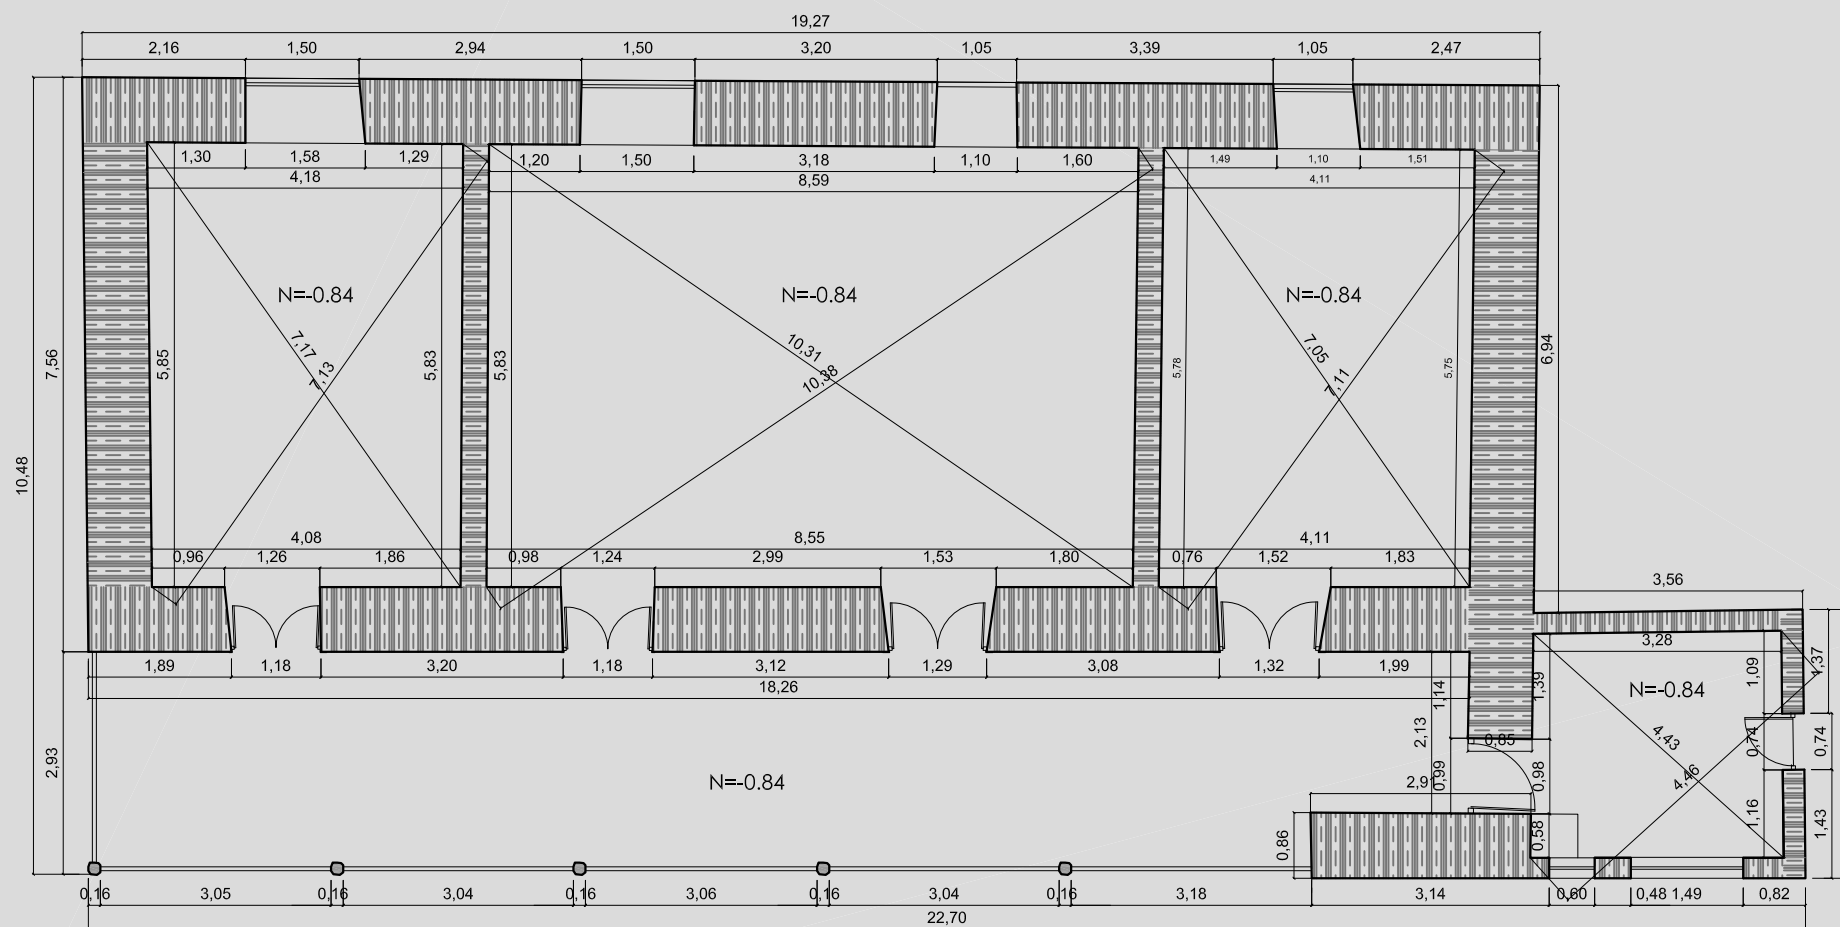 19,27
2,16 1,50 2,94 1,50 3,20 1,05 3,39 1,05 2,47
1,30 1,58 1,29 1,20 1,50 3,18 1,10 1,60 1,49 1,10 1,51
4,18 8,59 4,11
N=-0.84 N=-0.84 N=-0.84
7,56 5,85 7,17 7,13 5,83 5,83 10,31 10,38 5,78 7,05 7,11 5,75 6,94
10,48
4,08 8,55 4,11
0,96 1,26 1,86 0,98 1,24 2,99 1,53 1,80 0,76 1,52 1,83
3,56
3,28
1,89 1,18 3,20 1,18 3,12 1,29 3,08 1,32 1,99
18,26
1,14 1,39 N=-0.84 1,09 1,37
2,93 2,13 0,85 4,43 0,74 0,74
N=-0.84 0,99 0,98 4,46
2,91
0,86 0,58 1,16 1,43
0,16 3,05 0,16 3,04 0,16 3,06 0,16 3,04 0,16 3,18 3,14 0,60 0,48 1,49 0,82
22,70